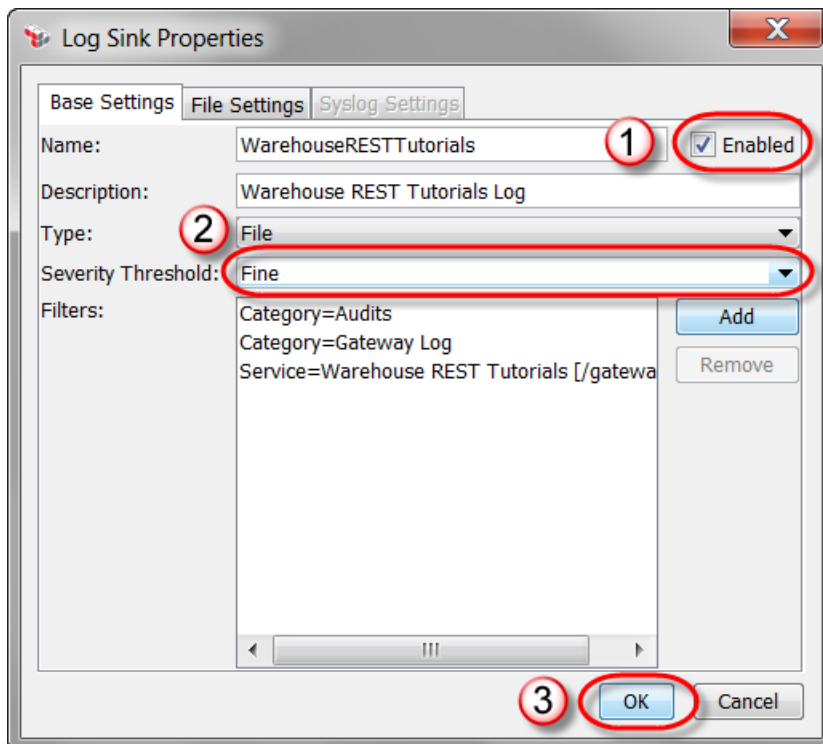 Log Sink Properties
Base Settings File Settings Syslog Settings
Name: WarehouseRESTTutorials 1 Enabled
Description: Warehouse REST Tutorials Log
Type: 2 File
Severity Threshold: Fine
Filters: Category=Audits Add
Category=Gateway Log
Service=Warehouse REST Tutorials [/gatewa Remove
3 OK Cancel